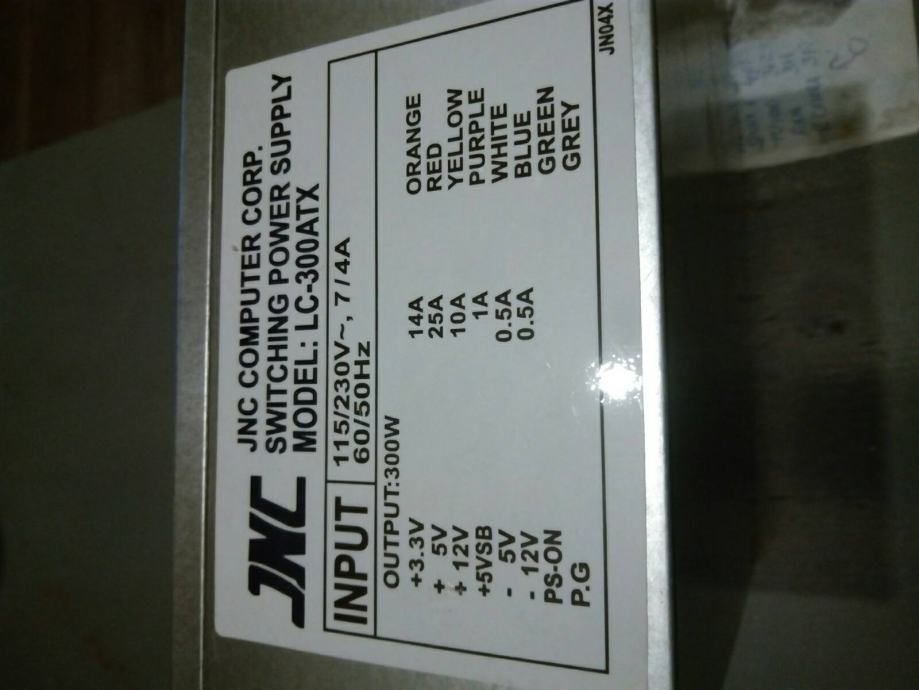 JNC
JNC COMPUTER CORP.
SWITCHING POWER SUPPLY
MODEL: LC-300ATX
INPUT 115/230V~, 7/4A
60/50Hz
OUTPUT:300W
+3.3V 14A ORANGE
+ 5V 25A RED
+ 12V 10A YELLOW
+5VSB 1A PURPLE
- 5V 0.5A WHITE
- 12V 0.5A BLUE
PS-ON GREEN
P.G GREY
JN04X